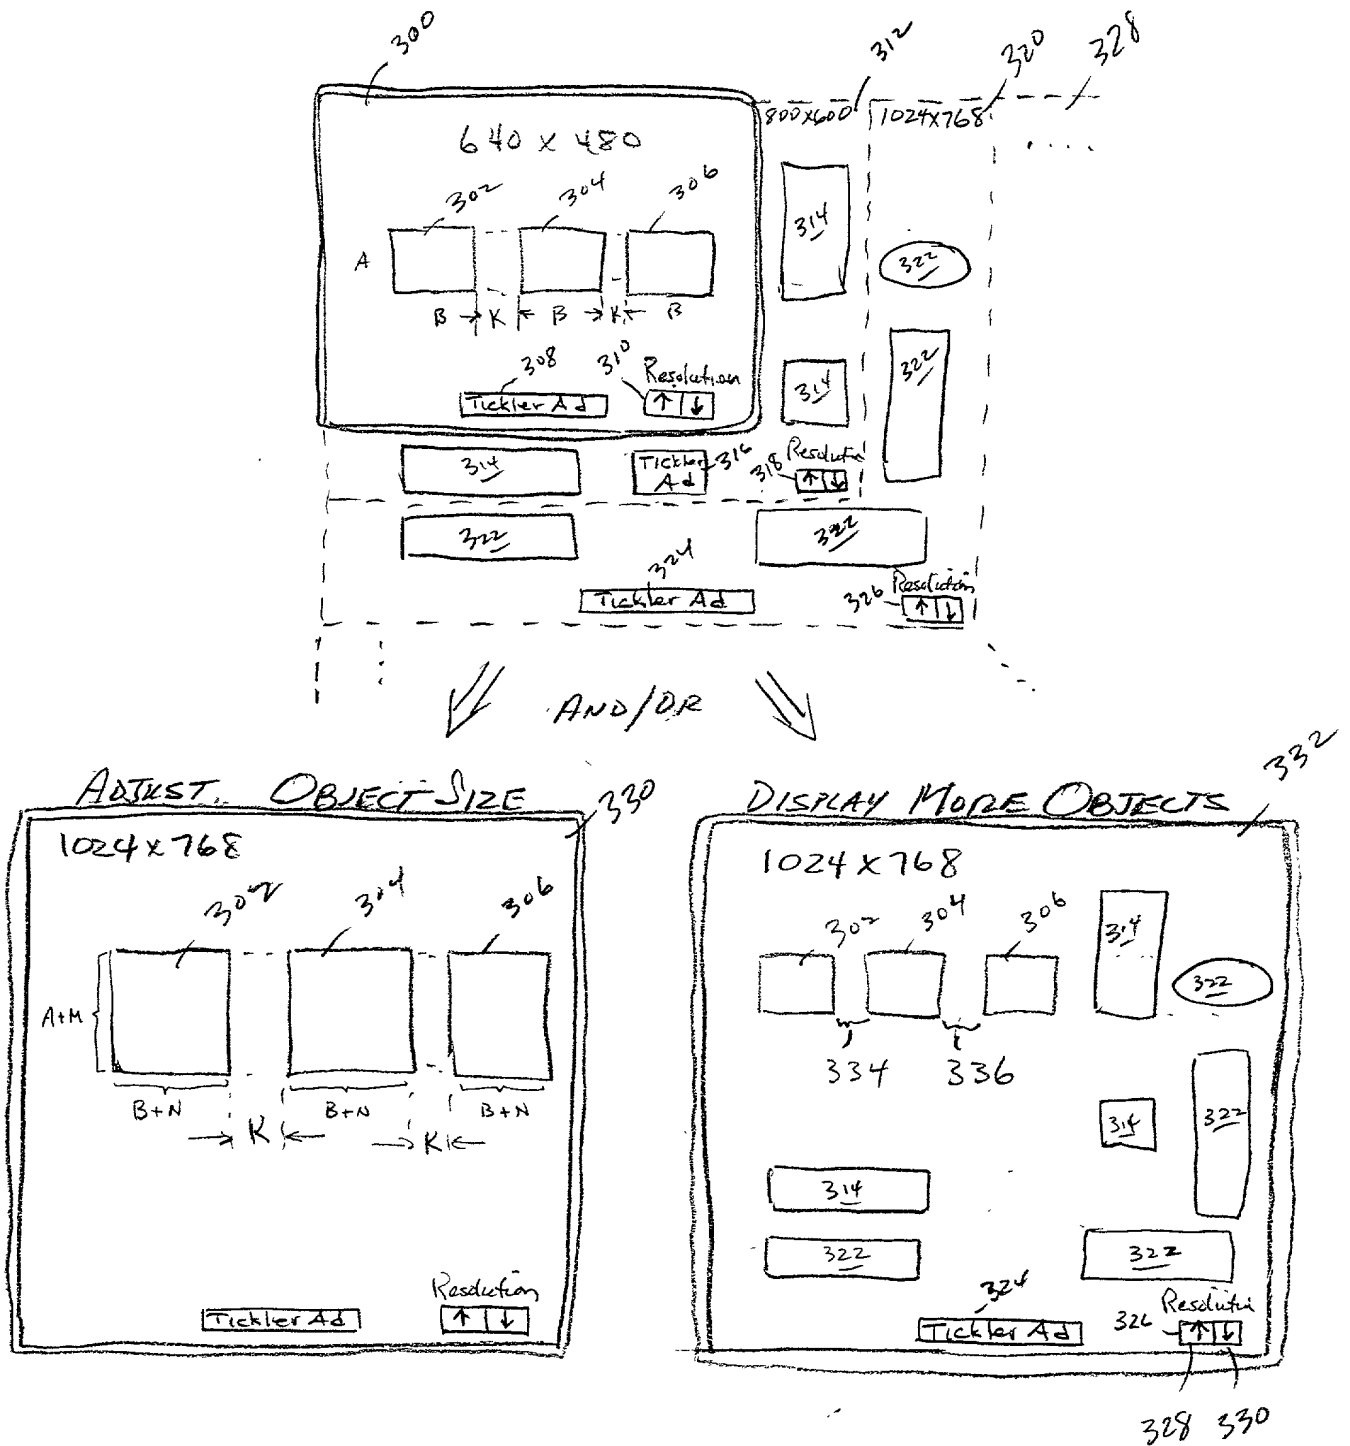 300
312
320
328
800x600
1024x768
640 x 480
302
304
306
314
A
322
B
K
B
K
B
322
308
310
Resolution
314
Tickler Ad
↑ ↓
314
Tickler
Ad
316
318
Resolutio
↑ ↓
322
322
324
Tickler Ad
326
Resolution
↑ ↓
AND/OR
ADJUST OBJECT SIZE
330
1024 x 768
302
304
306
A+M
B+N
B+N
B+N
K
K
Resolution
Tickler Ad
↑ ↓
332
DISPLAY MORE OBJECTS
1024 x 768
302
304
306
314
322
334
336
314
322
314
322
322
324
Tickler Ad
Resolutio
326
↑ ↓
328
330